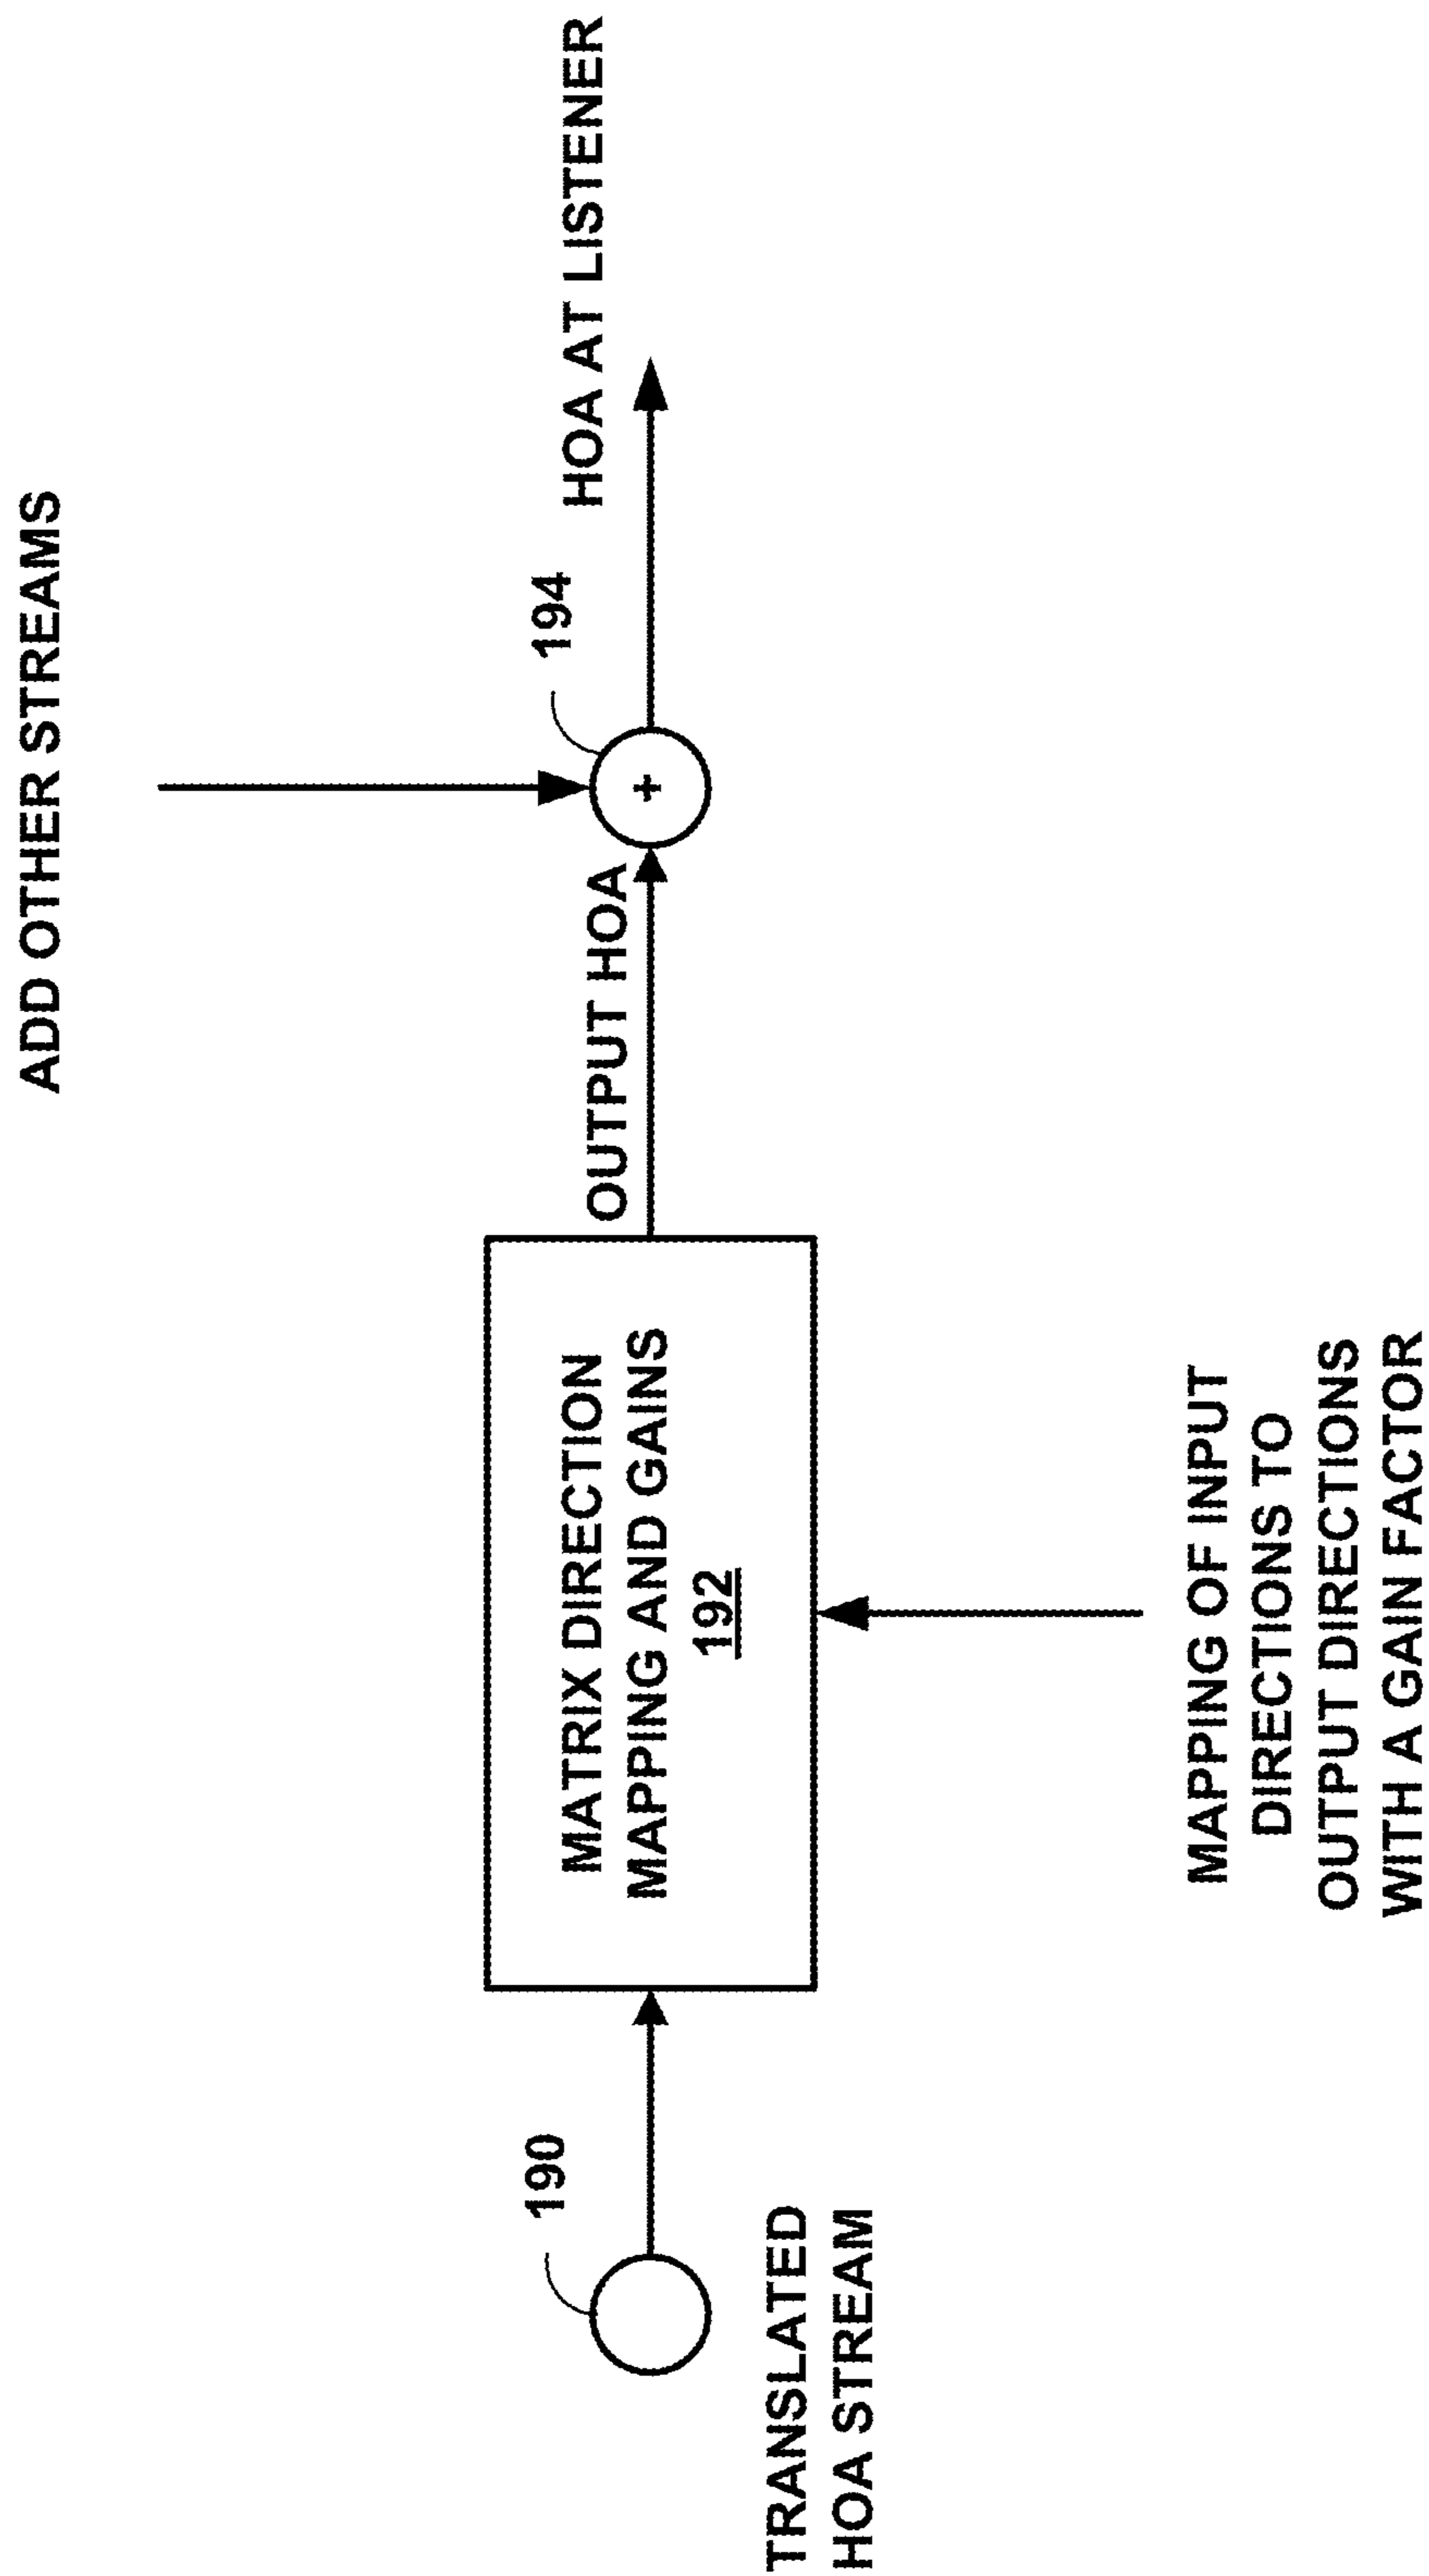 ADD OTHER STREAMS
190
TRANSLATED
HOA STREAM
MATRIX DIRECTION
MAPPING AND GAINS
192
MAPPING OF INPUT
DIRECTIONS TO
OUTPUT DIRECTIONS
WITH A GAIN FACTOR
OUTPUT HOA
+
194
HOA AT LISTENER